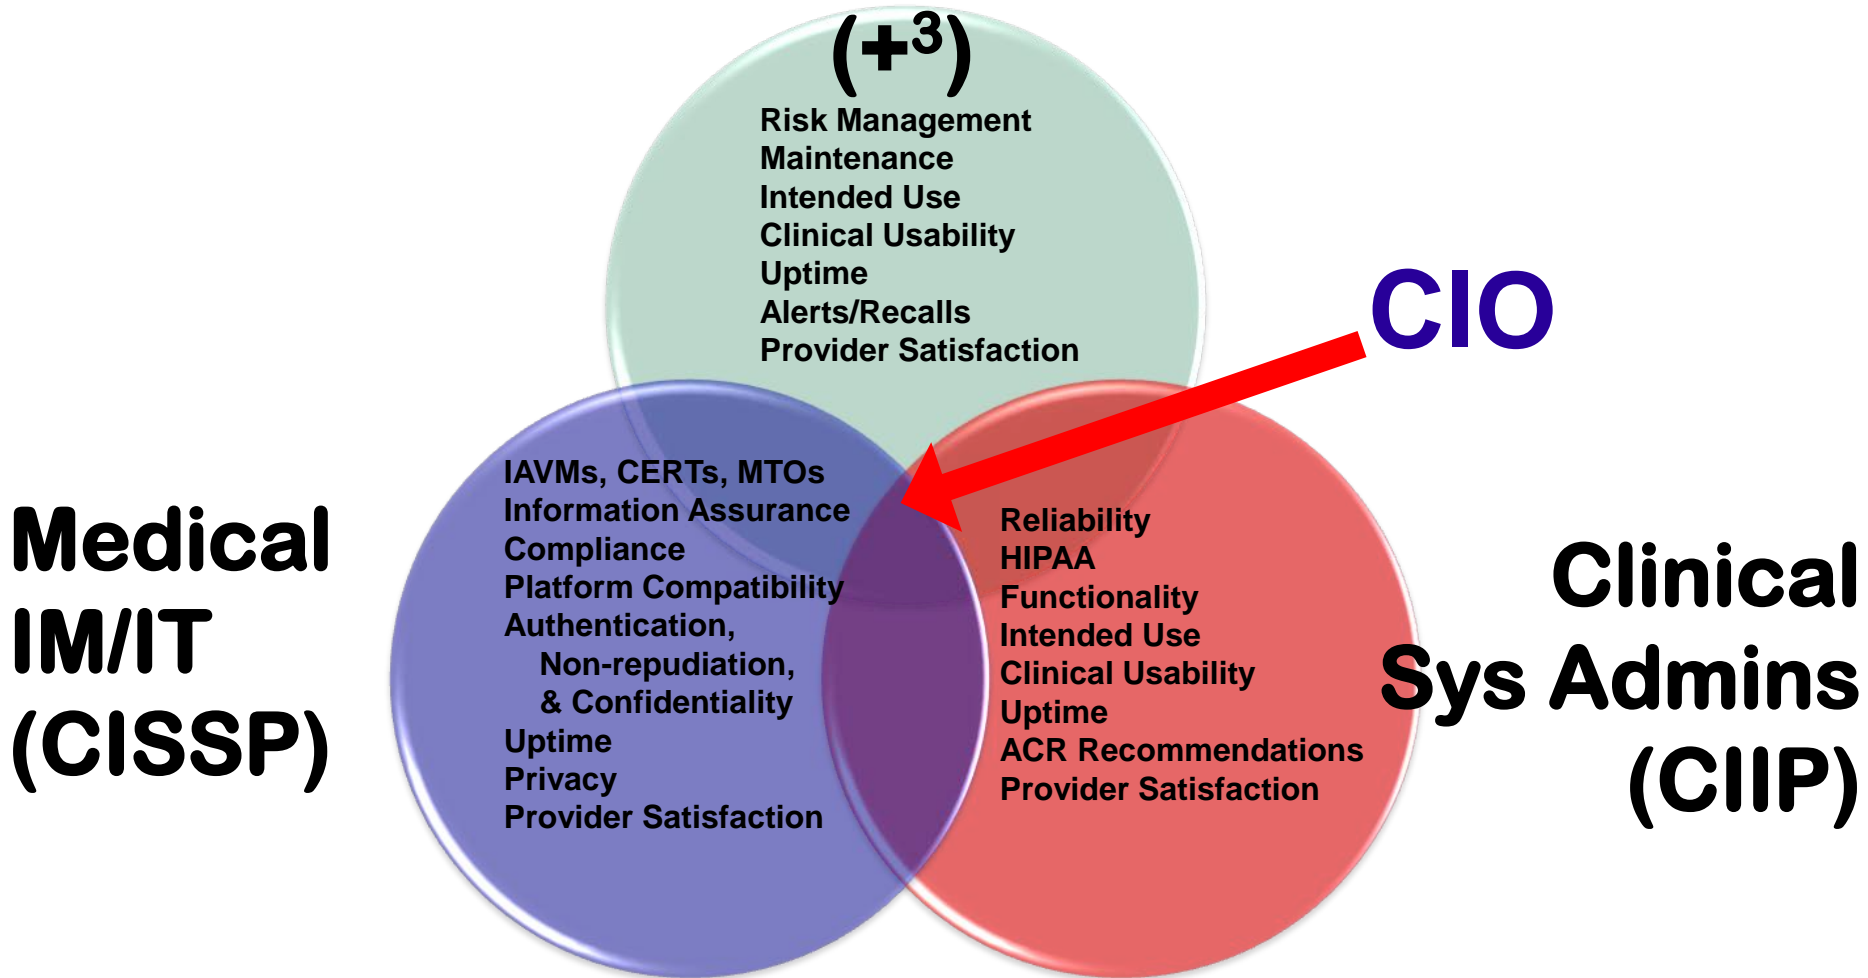 (+³)
Risk Management
Maintenance
Intended Use
Clinical Usability
Uptime
Alerts/Recalls
Provider Satisfaction
CIO
Medical
IM/IT
(CISSP)
IAVMs, CERTs, MTOs
Information Assurance
Compliance
Platform Compatibility
Authentication,
Non-repudiation,
& Confidentiality
Uptime
Privacy
Provider Satisfaction
Reliability
HIPAA
Functionality
Intended Use
Clinical Usability
Uptime
ACR Recommendations
Provider Satisfaction
Clinical
Sys Admins
(CIIP)